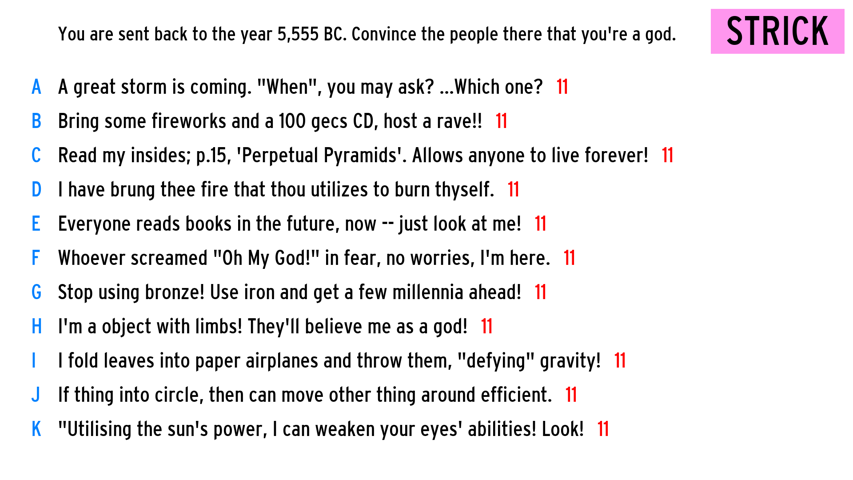 You are sent back to the year 5,555 BC. Convince the people there that you're a god.
STRICK
A A great storm is coming. "When", you may ask? ...Which one? 11
B Bring some fireworks and a 100 gecs CD, host a rave!! 11
C Read my insides; p.15, 'Perpetual Pyramids'. Allows anyone to live forever! 11
D I have brung thee fire that thou utilizes to burn thyself. 11
E Everyone reads books in the future, now -- just look at me! 11
F Whoever screamed "Oh My God!" in fear, no worries, I'm here. 11
G Stop using bronze! Use iron and get a few millennia ahead! 11
H I'm a object with limbs! They'll believe me as a god! 11
I I fold leaves into paper airplanes and throw them, "defying" gravity! 11
J If thing into circle, then can move other thing around efficient. 11
K "Utilising the sun's power, I can weaken your eyes' abilities! Look! 11